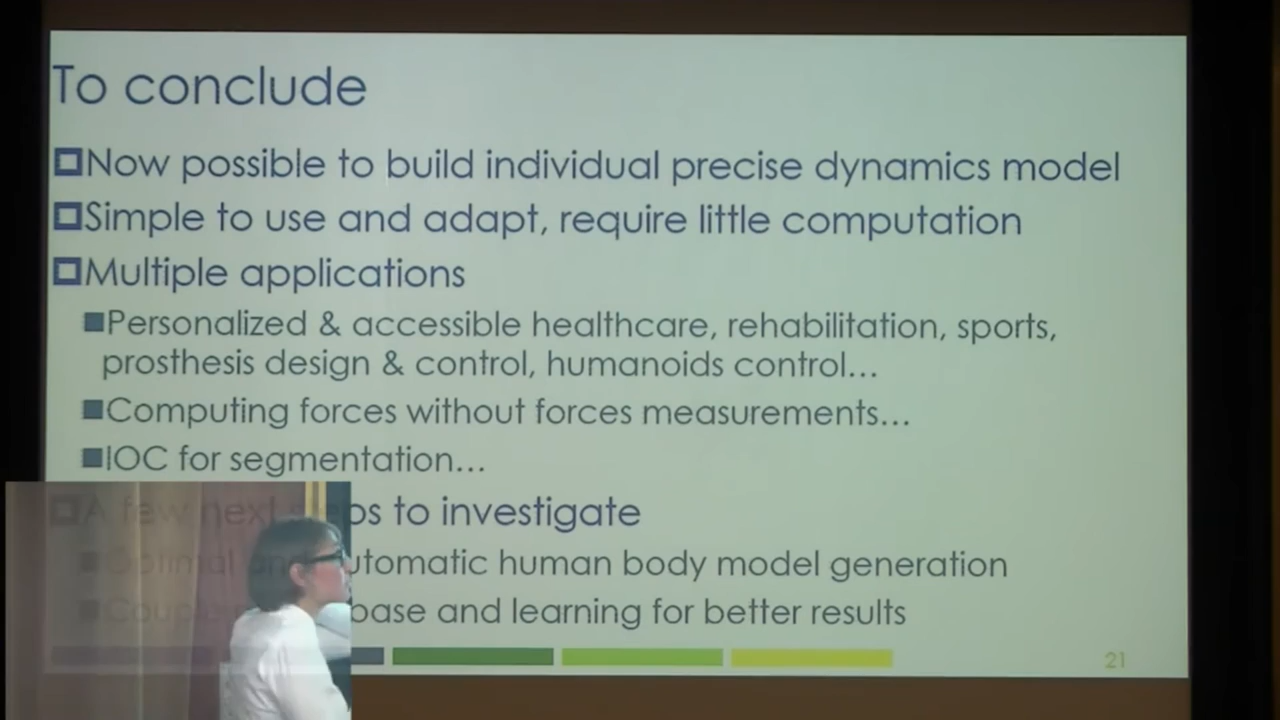 To conclude
Now possible to build individual precise dynamics model
Simple to use and adapt, require little computation
Multiple applications
Personalized & accessible healthcare, rehabilitation, sports,
prosthesis design & control, humanoids control…
Computing forces without forces measurements…
IOC for segmentation…
A few next steps to investigate
Optimal and automatic human body model generation
base and learning for better results
21